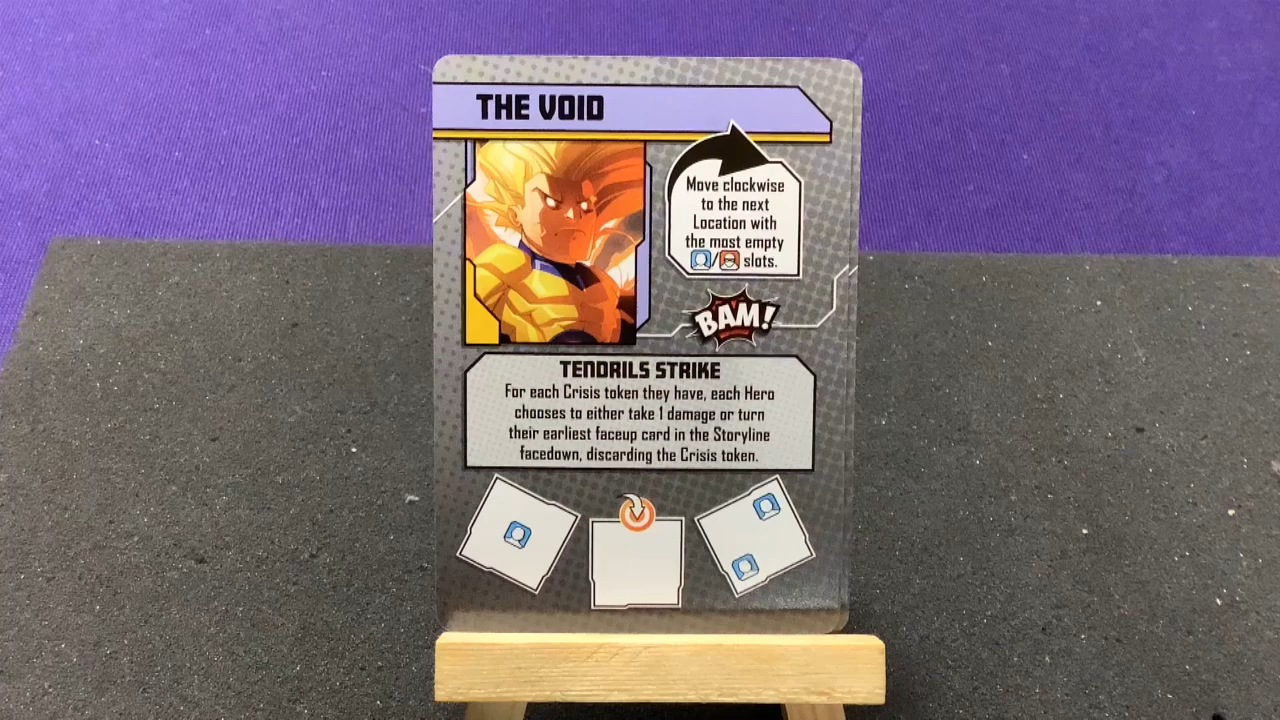 THE VOID
Move clockwise
to the next
Location with
the most empty
/ slots.
BAM!
TENDRILS STRIKE
For each Crisis token they have, each Hero
chooses to either take 1 damage or turn
their earliest faceup card in the Storyline
facedown, discarding the Crisis token.